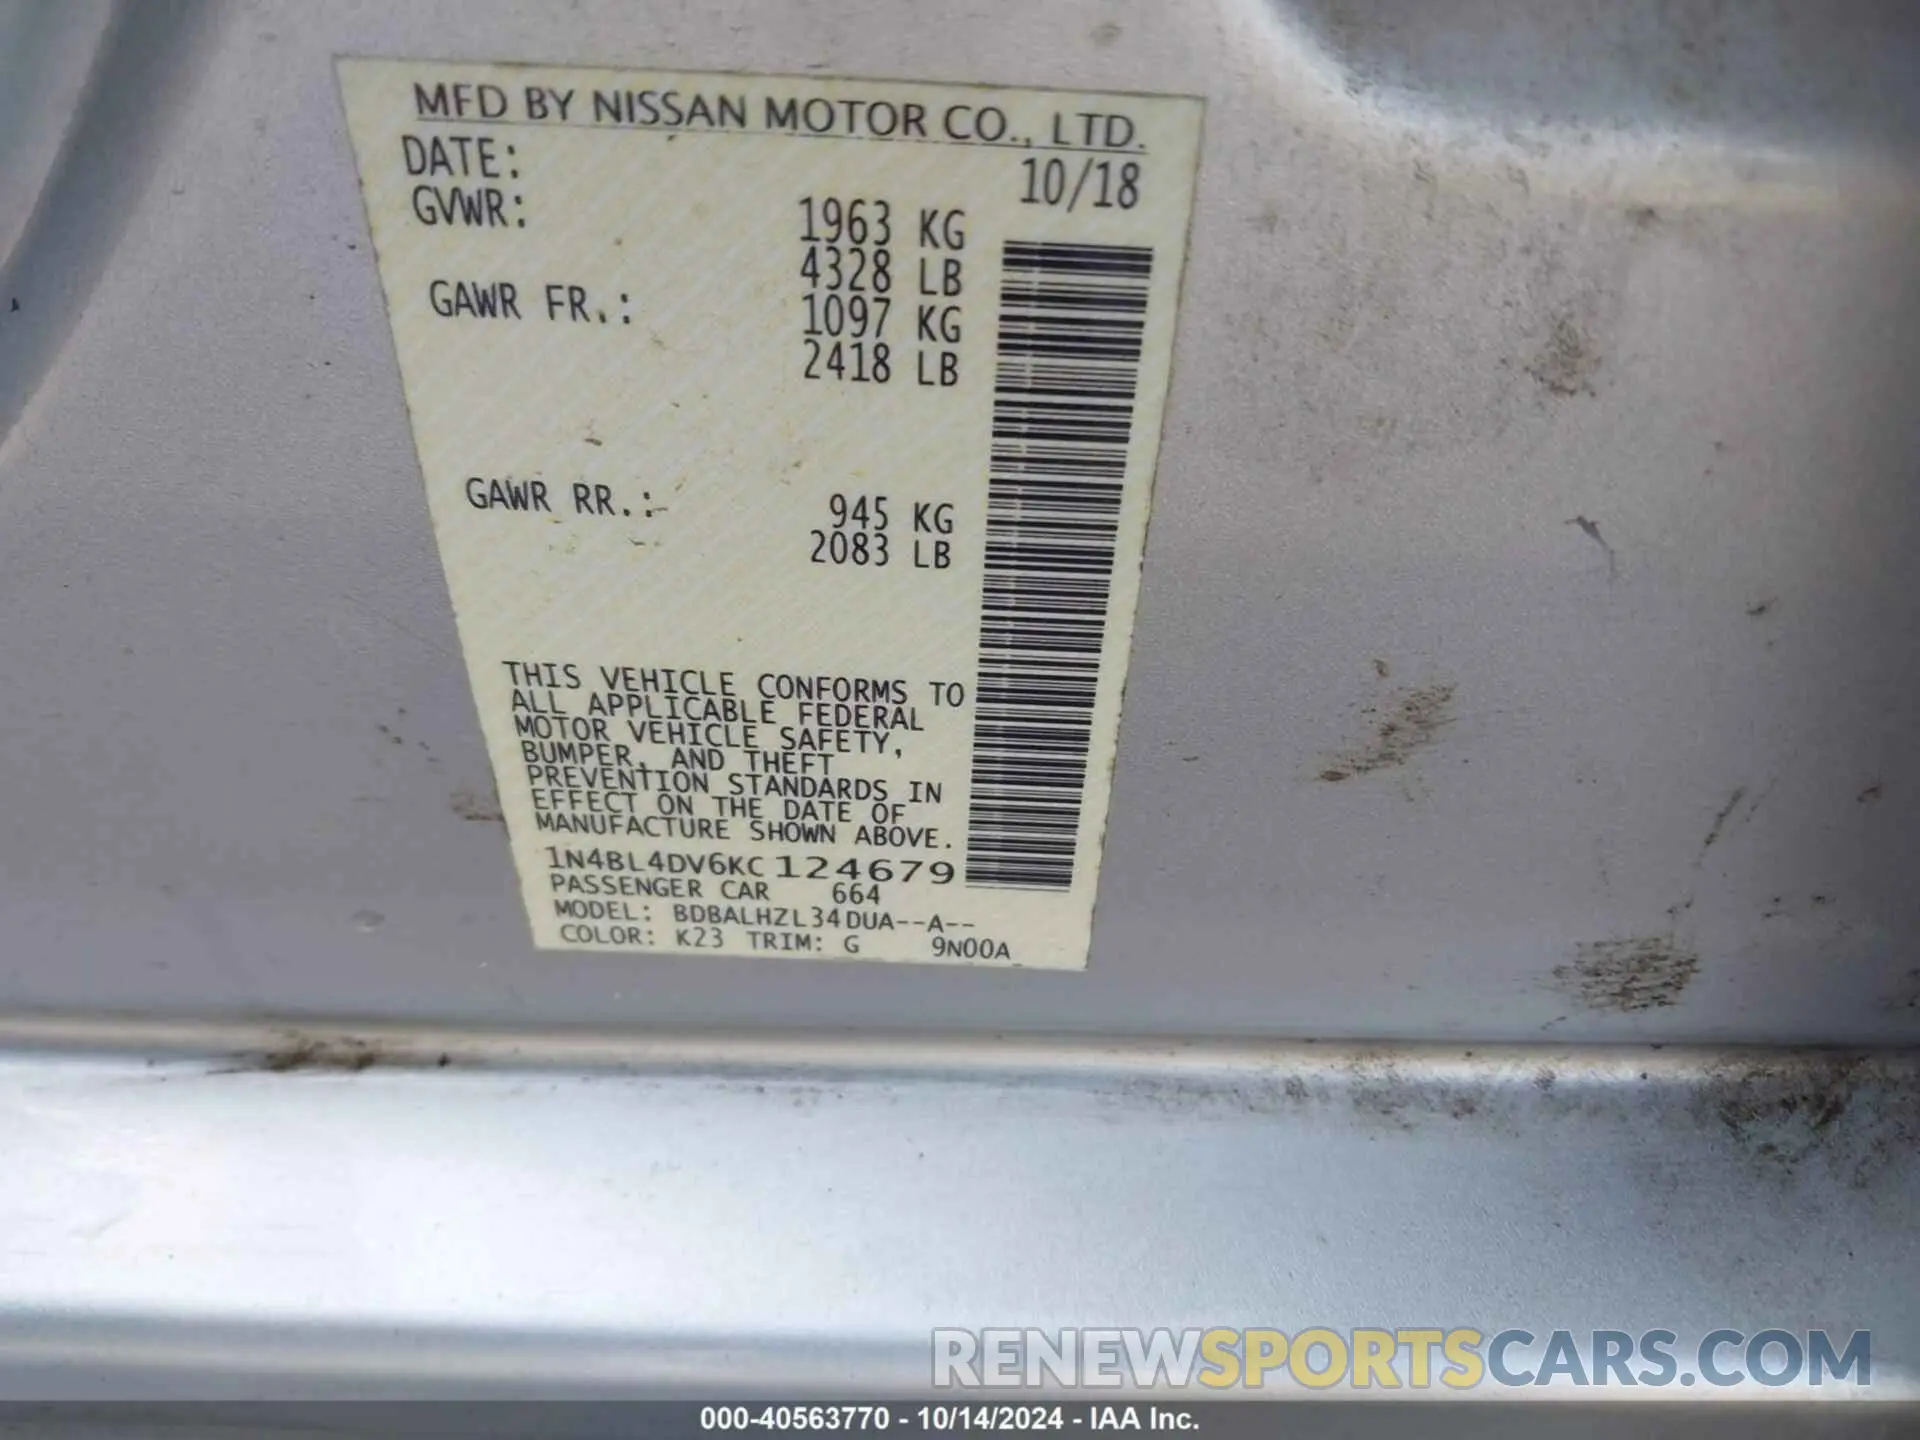 MFD BY NISSAN MOTOR CO., LTD.
DATE: 10/18
GVWR: 1963 KG
4328 LB
GAWR FR.: 1097 KG
2418 LB
GAWR RR.: 945 KG
2083 LB
THIS VEHICLE CONFORMS TO
ALL APPLICABLE FEDERAL
MOTOR VEHICLE SAFETY,
BUMPER, AND THEFT
PREVENTION STANDARDS IN
EFFECT ON THE DATE OF
MANUFACTURE SHOWN ABOVE.
1N4BL4DV6KC124679
PASSENGER CAR 664
MODEL: BDBALHZL34DUA--A--
COLOR: K23 TRIM: G 9N00A
RENEWSPORTSCARS.COM
000-40563770 - 10/14/2024 - IAA Inc.